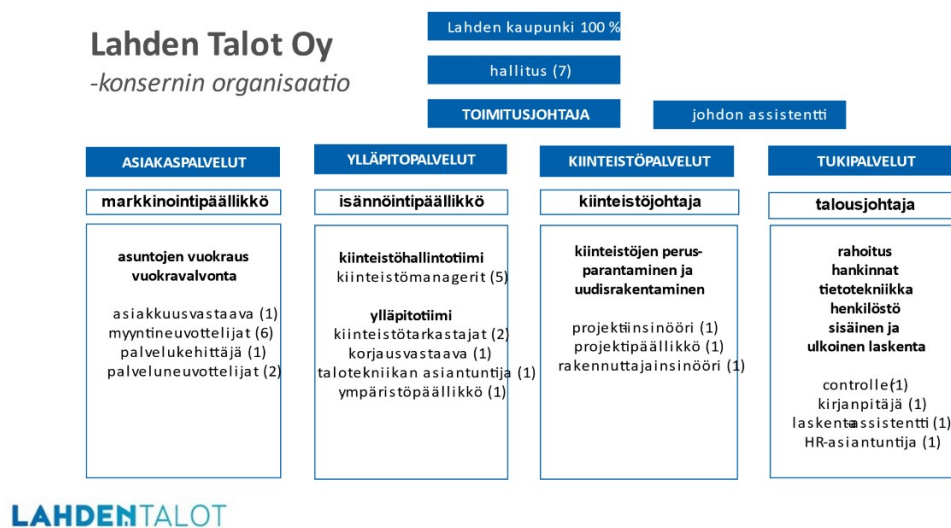 Lahden Talot Oy
-konsernin organisaatio
Lahden kaupunki 100 %
hallitus (7)
TOIMITUSJOHTAJA
johdon assistentti
ASIAKASPALVELUT
markkinointipäällikkö
asuntojen vuokraus
vuokravalvonta
asiakkuusvastaava (1)
myyntineuvottelijat (6)
palvelukehittäjä (1)
palveluneuvottelijat (2)
YLLÄPITOPALVELUT
isännöintipäällikkö
kiinteistöhallintotiimi
kiinteistömanagerit (5)
ylläpitotiimi
kiinteistötarkastajat (2)
korjausvastaava (1)
talotekniikan asiantuntija (1)
ympäristöpäällikkö (1)
KIINTEISTÖPALVELUT
kiinteistöjohtaja
kiinteistöjen perus-
parantaminen ja
uudisrakentaminen
projektiinsinööri (1)
projektipäällikkö (1)
rakennuttajainsinööri (1)
TUKIPALVELUT
talousjohtaja
rahoitus
hankinnat
tietotekniikka
henkilöstö
sisäinen ja
ulkoinen laskenta
controller(1)
kirjanpitäjä (1)
laskenta-assistentti (1)
HR-asiantuntija (1)
LAHDENTALOT